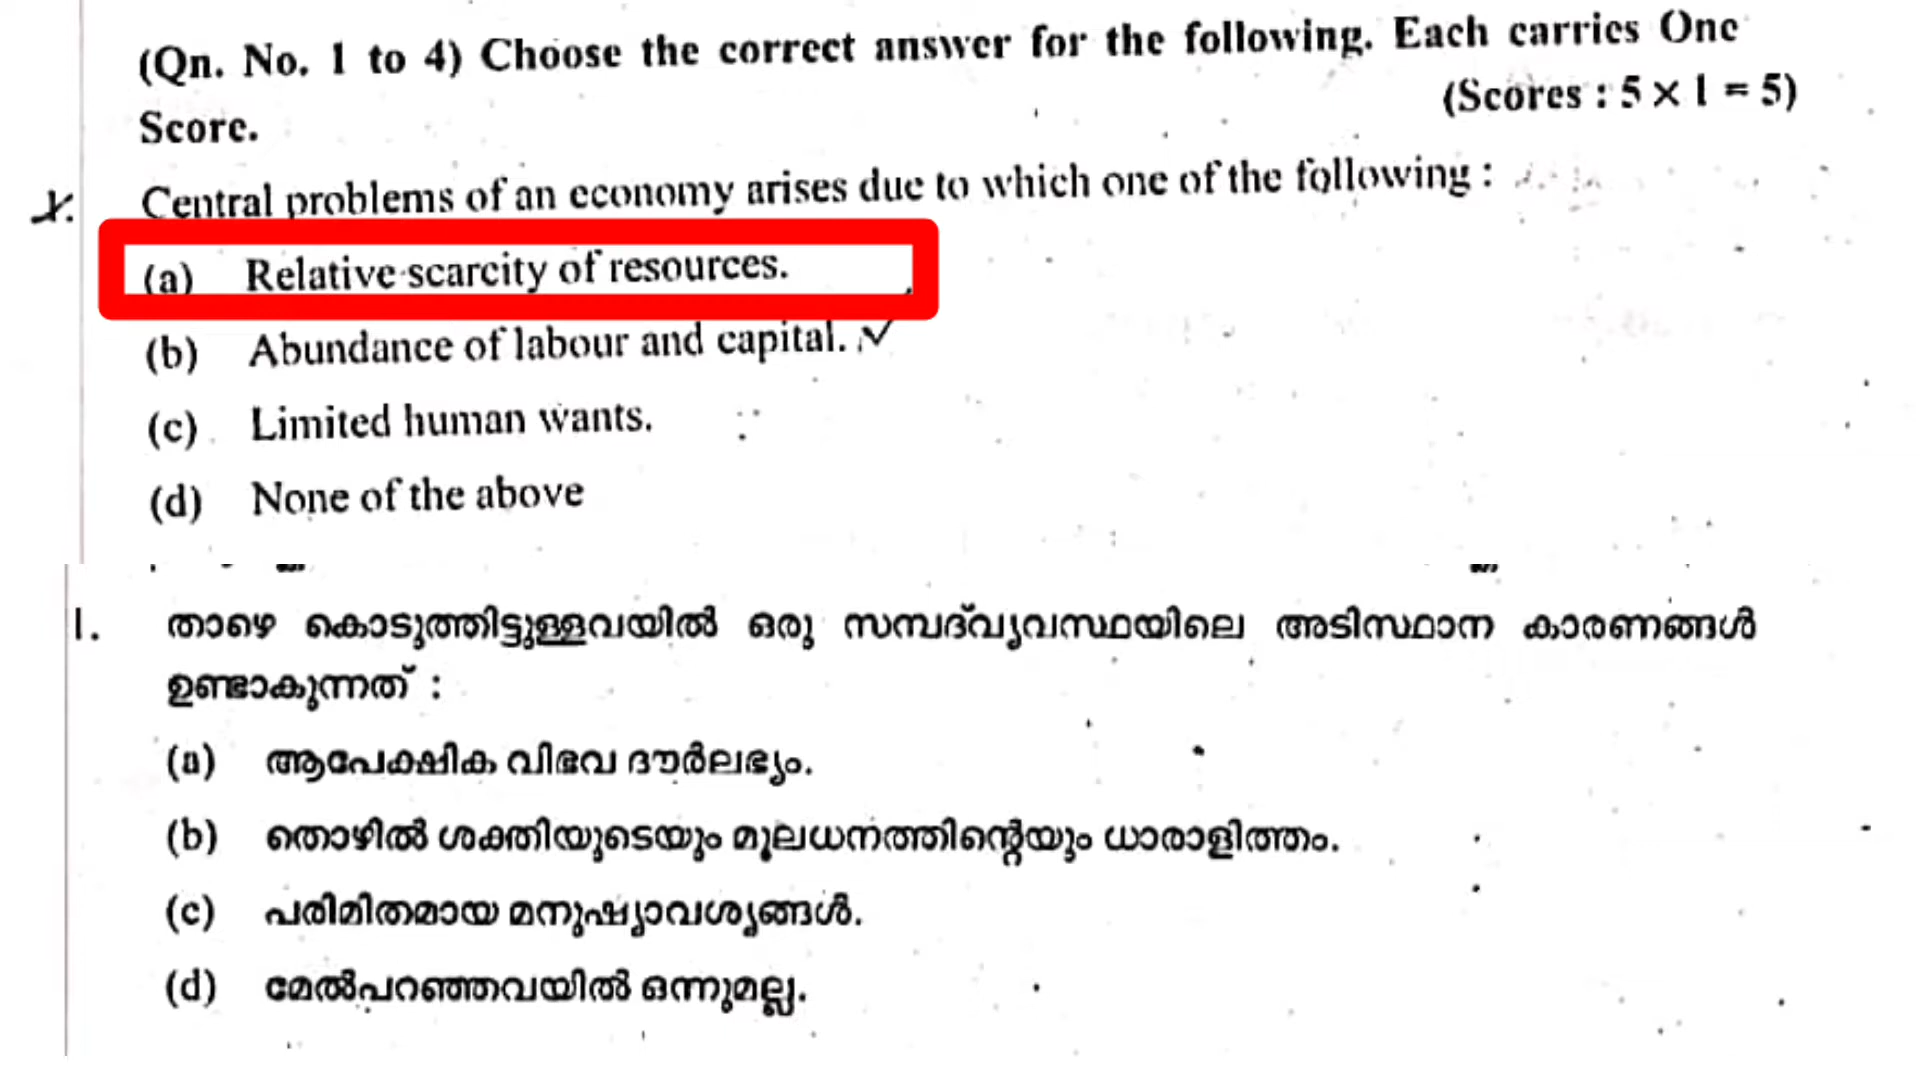 (Qn. No. 1 to 4) Choose the correct answer for the following. Each carries One
Score.
(Scores : 5 × 1 = 5)
1. Central problems of an economy arises due to which one of the following :
(a) Relative scarcity of resources.
(b) Abundance of labour and capital. ✓
(c) Limited human wants.
(d) None of the above
1. താഴെ കൊടുത്തിട്ടുള്ളവയിൽ ഒരു സമ്പദ്‌വ്യവസ്ഥയിലെ അടിസ്ഥാന കാരണങ്ങൾ
ഉണ്ടാകുന്നത് :
(a) ആപേക്ഷിക വിഭവ ദൗർലഭ്യം.
(b) തൊഴിൽ ശക്തിയുടെയും മൂലധനത്തിന്റെയും ധാരാളിത്തം.
(c) പരിമിതമായ മനുഷ്യാവശ്യങ്ങൾ.
(d) മേൽപറഞ്ഞവയിൽ ഒന്നുമല്ല.